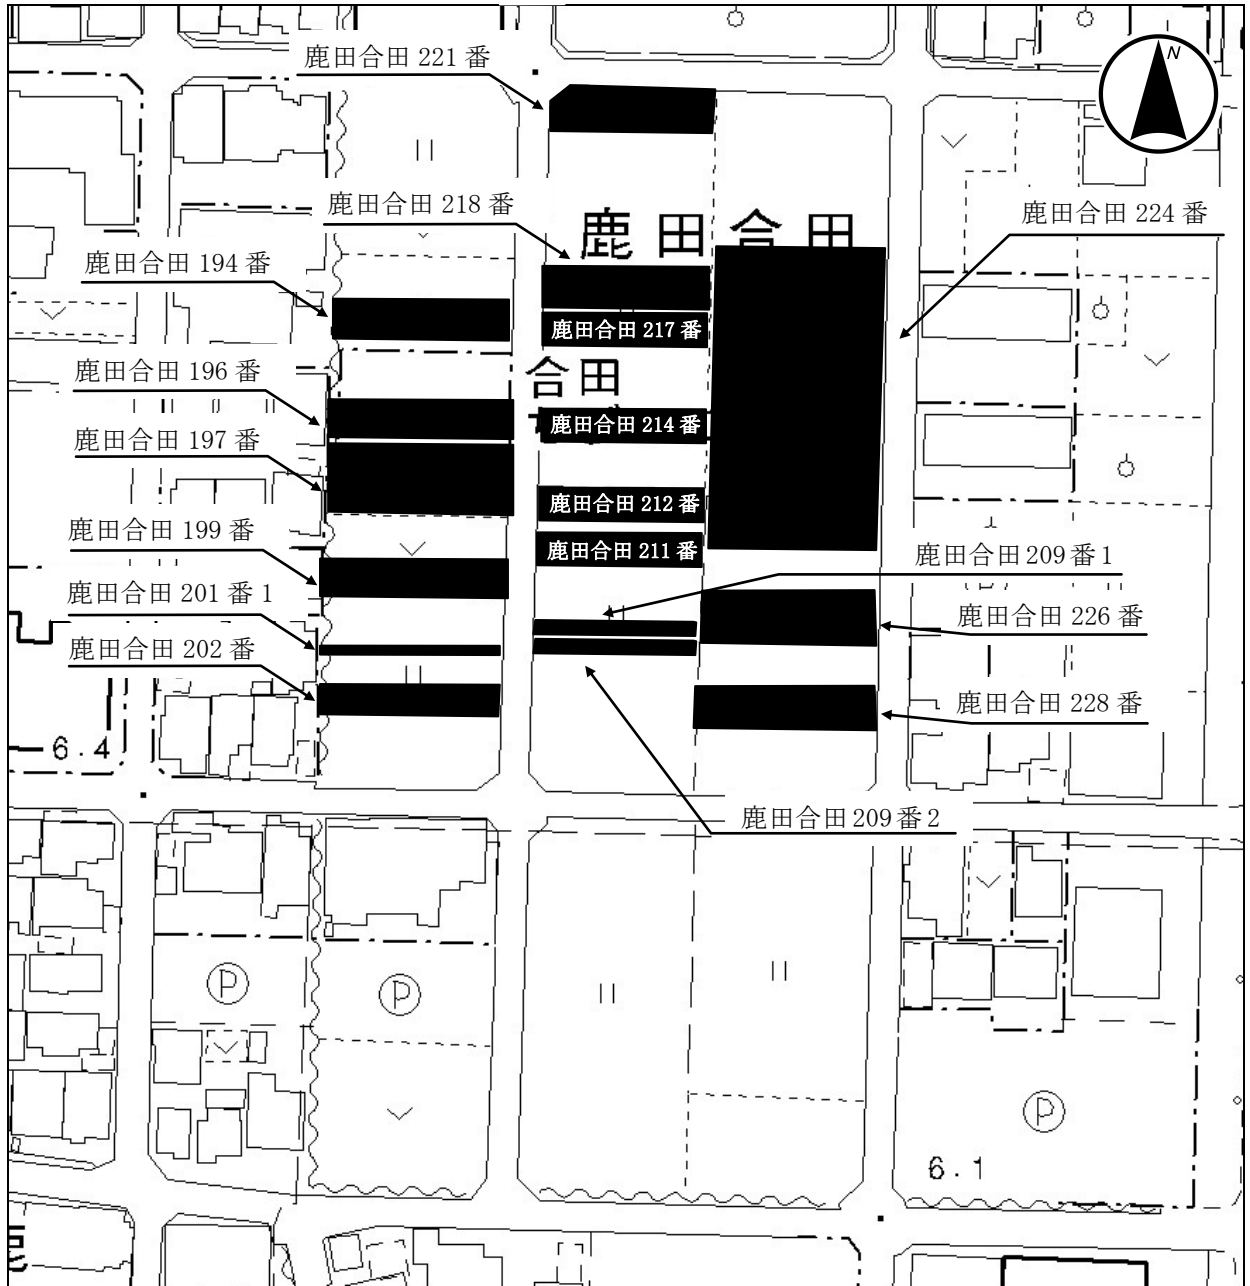 鹿田合田 221 番
N
鹿田合田 218 番
鹿田合田
鹿田合田 224 番
鹿田合田 194 番
鹿田合田 217 番
合田
鹿田合田 196 番
鹿田合田 214 番
鹿田合田 197 番
鹿田合田 212 番
鹿田合田 199 番
鹿田合田 211 番
鹿田合田 209 番 1
鹿田合田 201 番 1
鹿田合田 226 番
鹿田合田 202 番
鹿田合田 228 番
6.4
鹿田合田 209 番 2
P
P
P
6.1